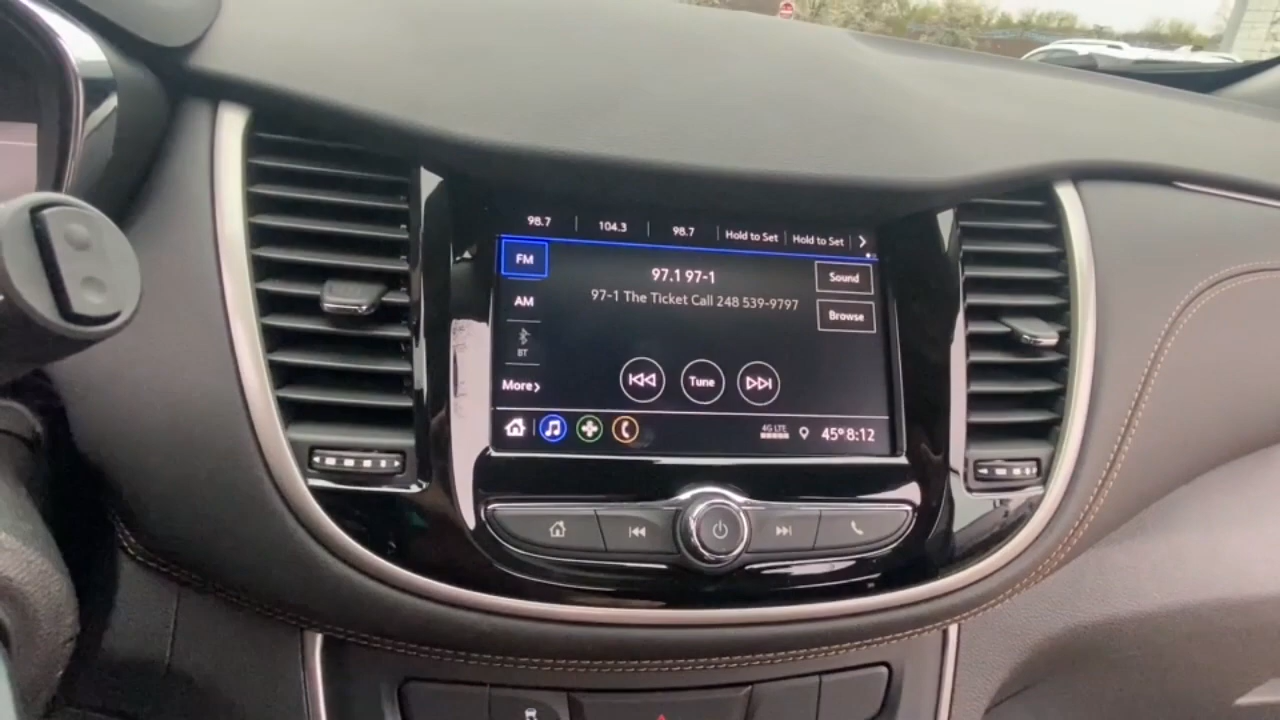 98.7 104.3 98.7 Hold to Set Hold to Set
FM
97.1 97-1
Sound
AM
97-1 The Ticket Call 248 539-9797
Browse
BT
More
Tune
4G LTE
45° 8:12